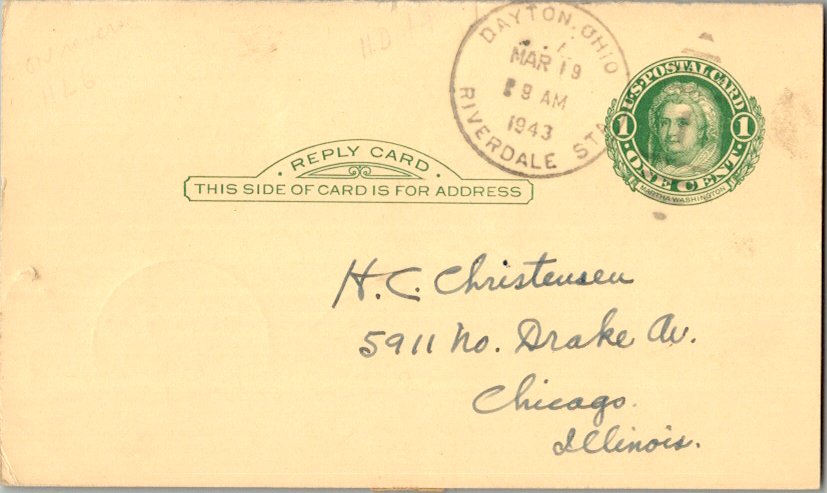 DAYTON, OHIO
MAR 19
9 AM
1943
RIVERDALE STA
U·S·POSTAL CARD
1 1
·ONE CENT·
MARTHA WASHINGTON
· REPLY CARD ·
THIS SIDE OF CARD IS FOR ADDRESS
H. C. Christensen
5911 No. Drake Av.
Chicago.
Illinois.